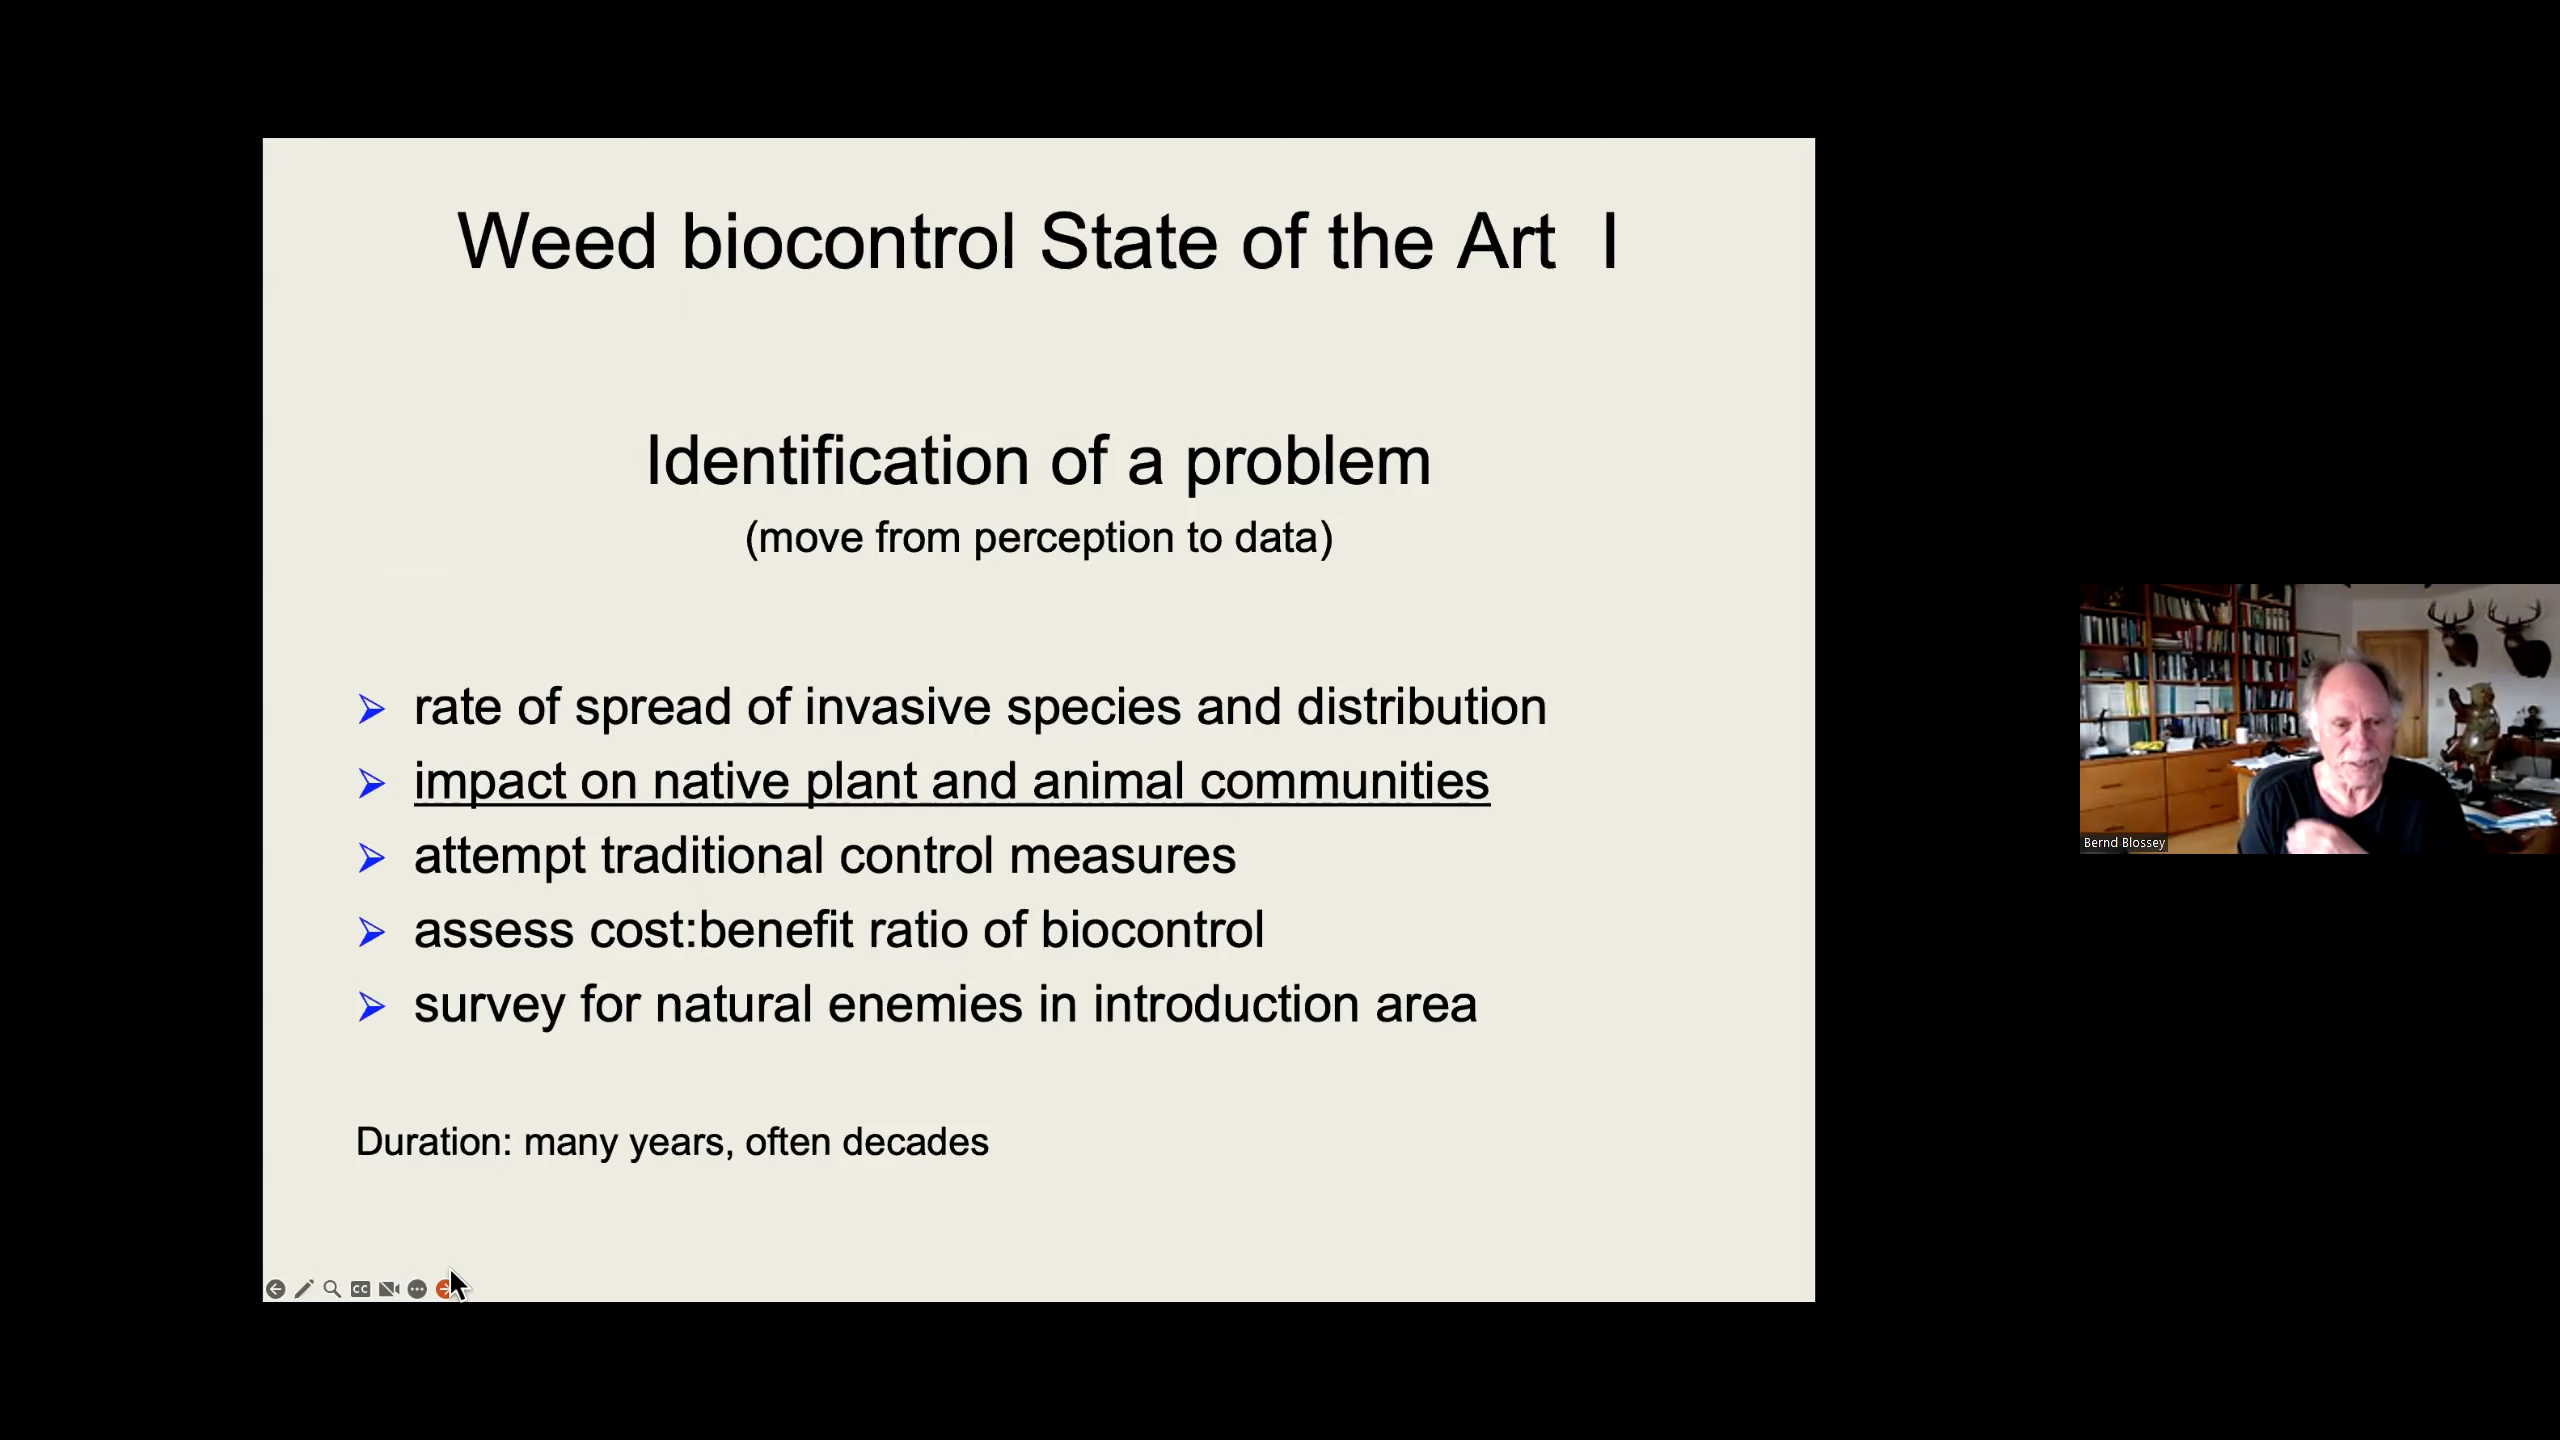 Weed biocontrol State of the Art I
Identification of a problem
(move from perception to data)
rate of spread of invasive species and distribution
impact on native plant and animal communities
attempt traditional control measures
assess cost:benefit ratio of biocontrol
survey for natural enemies in introduction area
Duration: many years, often decades
CC
Bernd Blossey